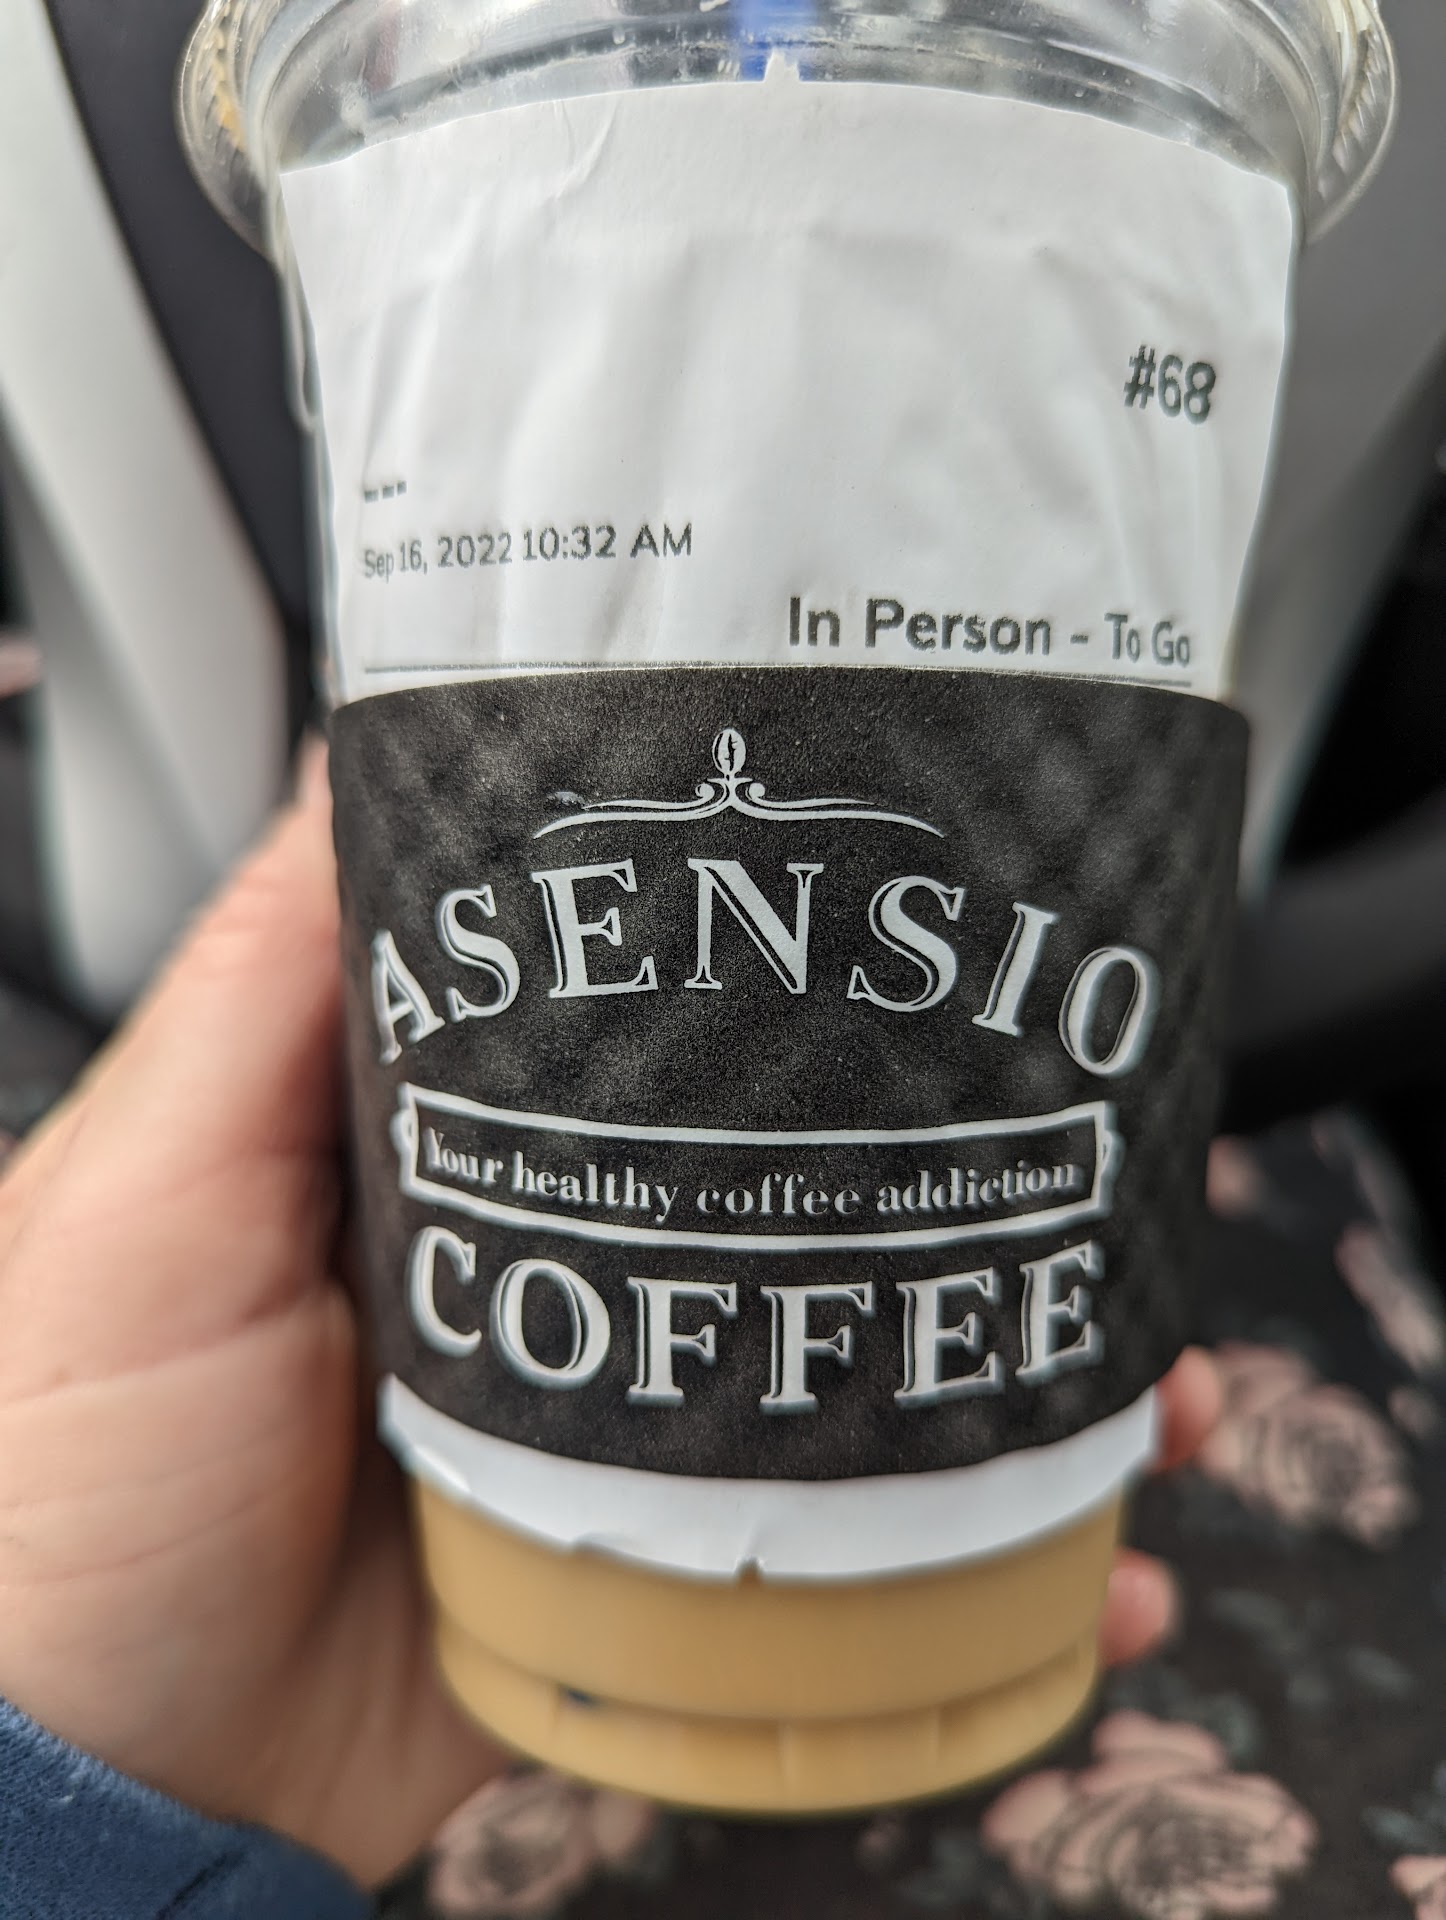 #68
---
Sep 16, 2022 10:32 AM
In Person - To Go
ASENSIO
Your healthy coffee addiction
COFFEE